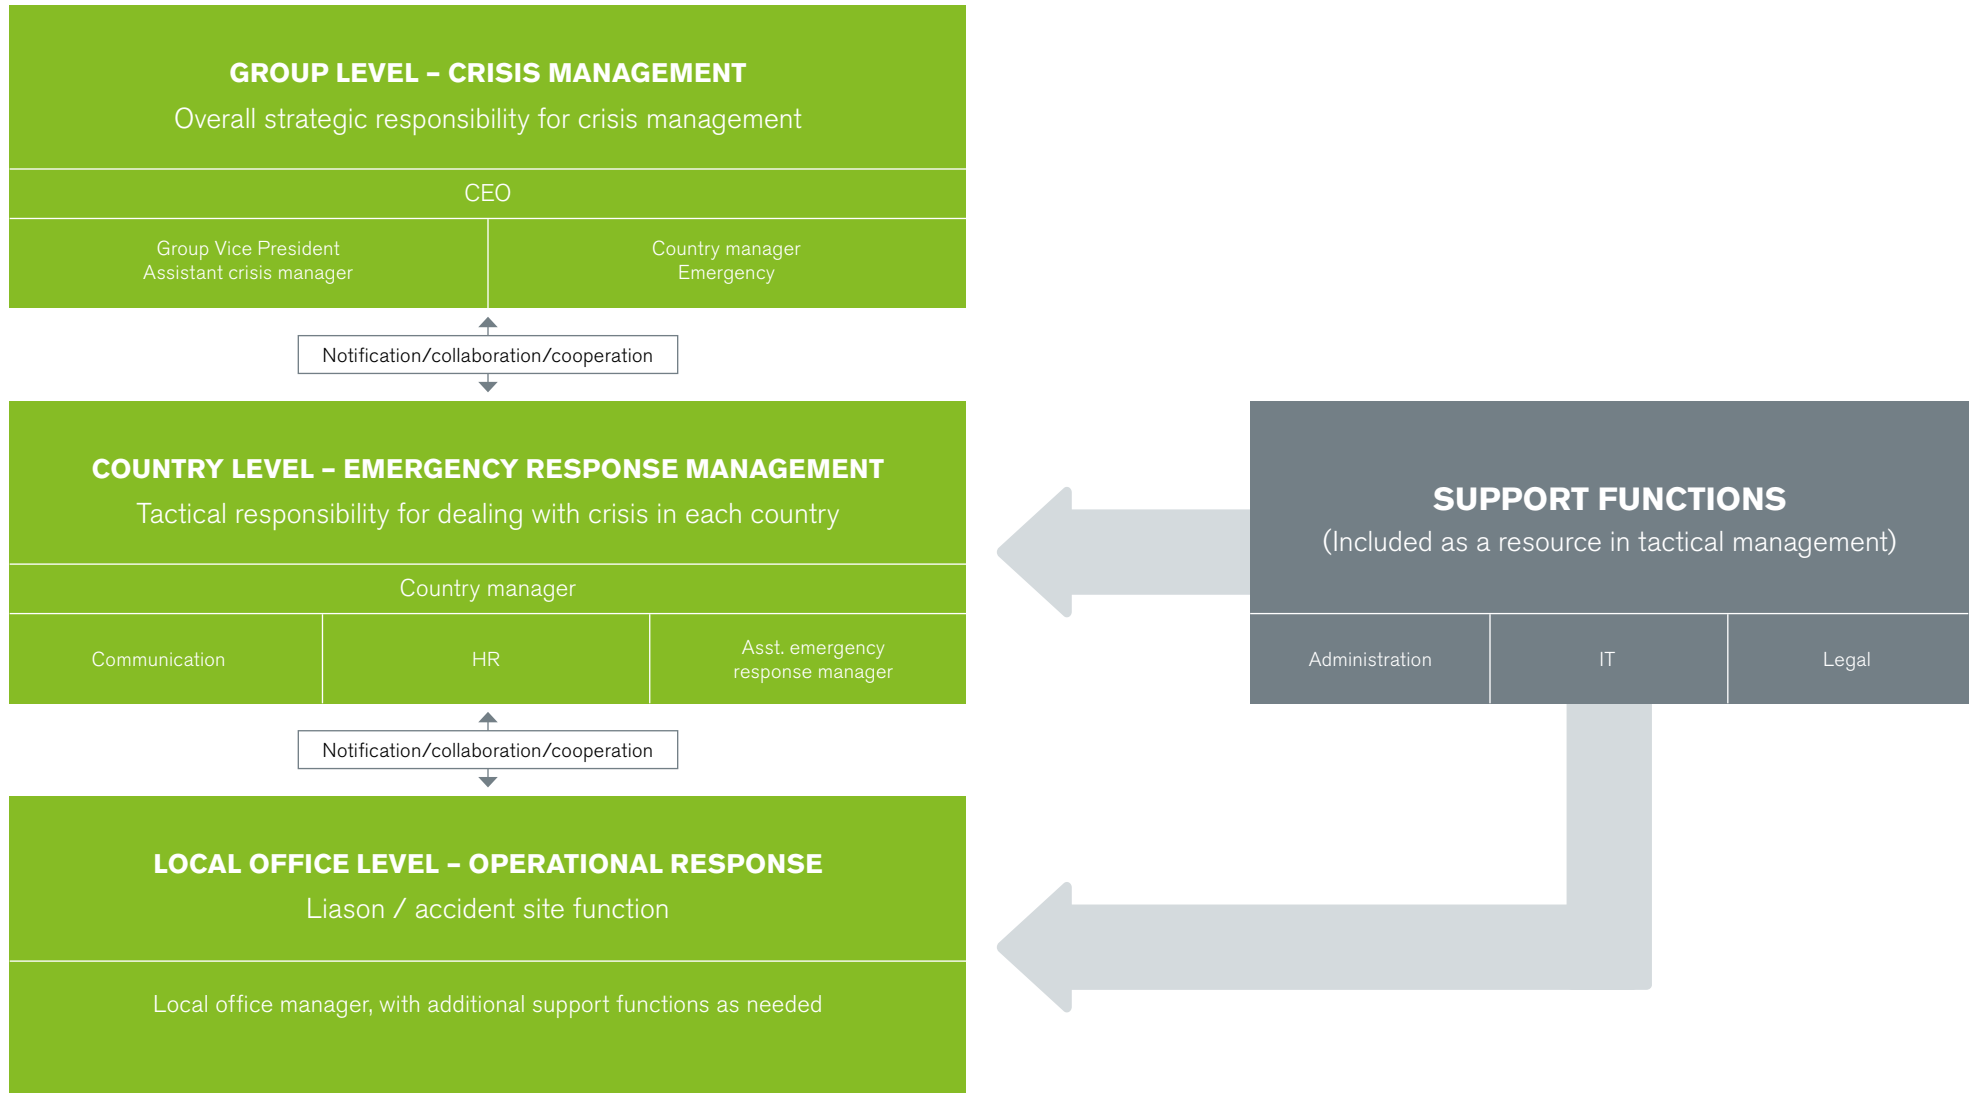 GROUP LEVEL – CRISIS MANAGEMENT
Overall strategic responsibility for crisis management
CEO
Group Vice President
Assistant crisis manager
Country manager
Emergency
Notification/collaboration/cooperation
COUNTRY LEVEL – EMERGENCY RESPONSE MANAGEMENT
Tactical responsibility for dealing with crisis in each country
Country manager
Communication
HR
Asst. emergency
response manager
SUPPORT FUNCTIONS
(Included as a resource in tactical management)
Administration
IT
Legal
Notification/collaboration/cooperation
LOCAL OFFICE LEVEL – OPERATIONAL RESPONSE
Liason / accident site function
Local office manager, with additional support functions as needed